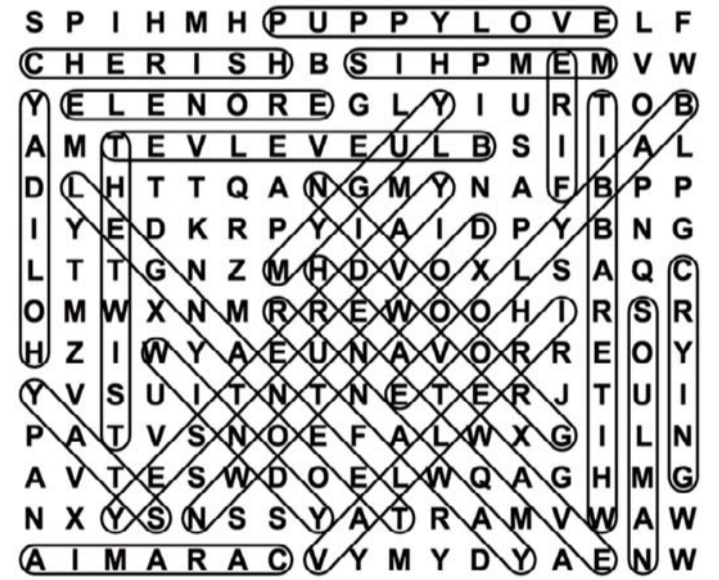 S P I H M H P U P P Y L O V E L F
C H E R I S H B S I H P M E M V W
Y E L E N O R E G L Y I U R T O B
A M T E V L E V E U L B S I I A L
D L H T T Q A N G M Y N A F B P P
I Y E D K R P Y I A I D P Y B N G
L T T G N Z M H D V O X L S A Q C
O M W X N M R R E W O O H I R S R
H Z I W Y A E U N A V O R R E O Y
Y V S U I T N T N E T E R J T U I
P A T V S N O E F A L W X G I L N
A V T E S W D O E L W Q A G H M G
N X Y S N S S Y A T R A M V W A W
A I M A R A C V Y M Y D Y A E N W